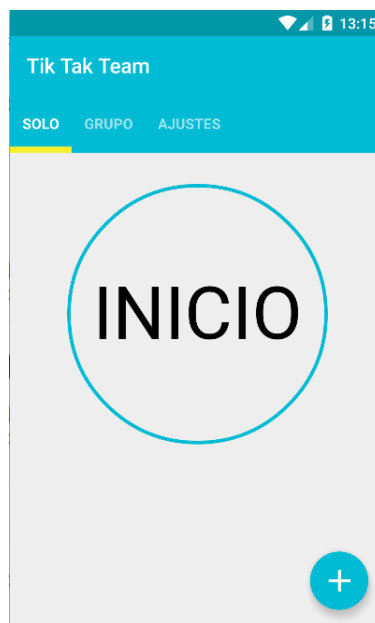 13:15
Tik Tak Team
SOLO GRUPO AJUSTES
INICIO
+